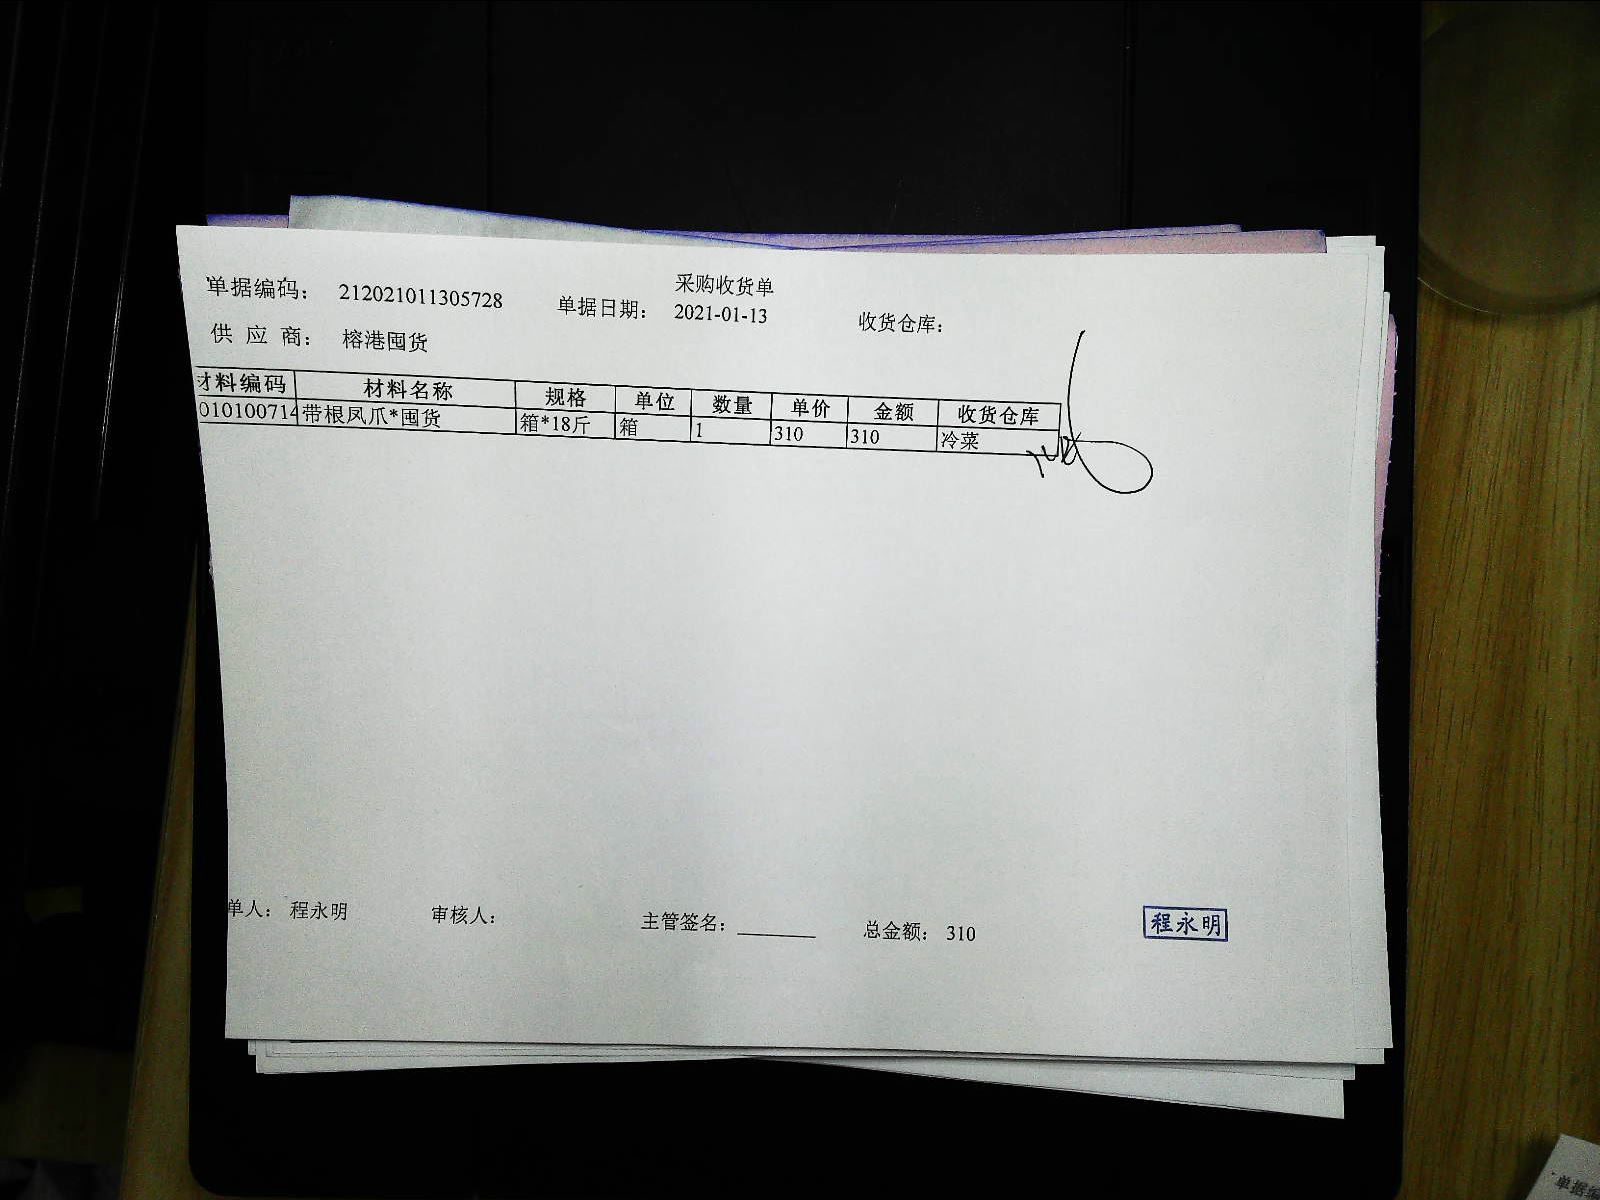 采购收货单
单据编码： 212021011305728 单据日期： 2021-01-13 收货仓库：
供 应 商： 榕港囤货
材料编码 材料名称 规格 单位 数量 单价 金额 收货仓库
010100714 带根凤爪*囤货 箱*18斤 箱 1 310 310 冷菜
单人： 程永明 审核人： 主管签名：________ 总金额： 310 程永明
单据编